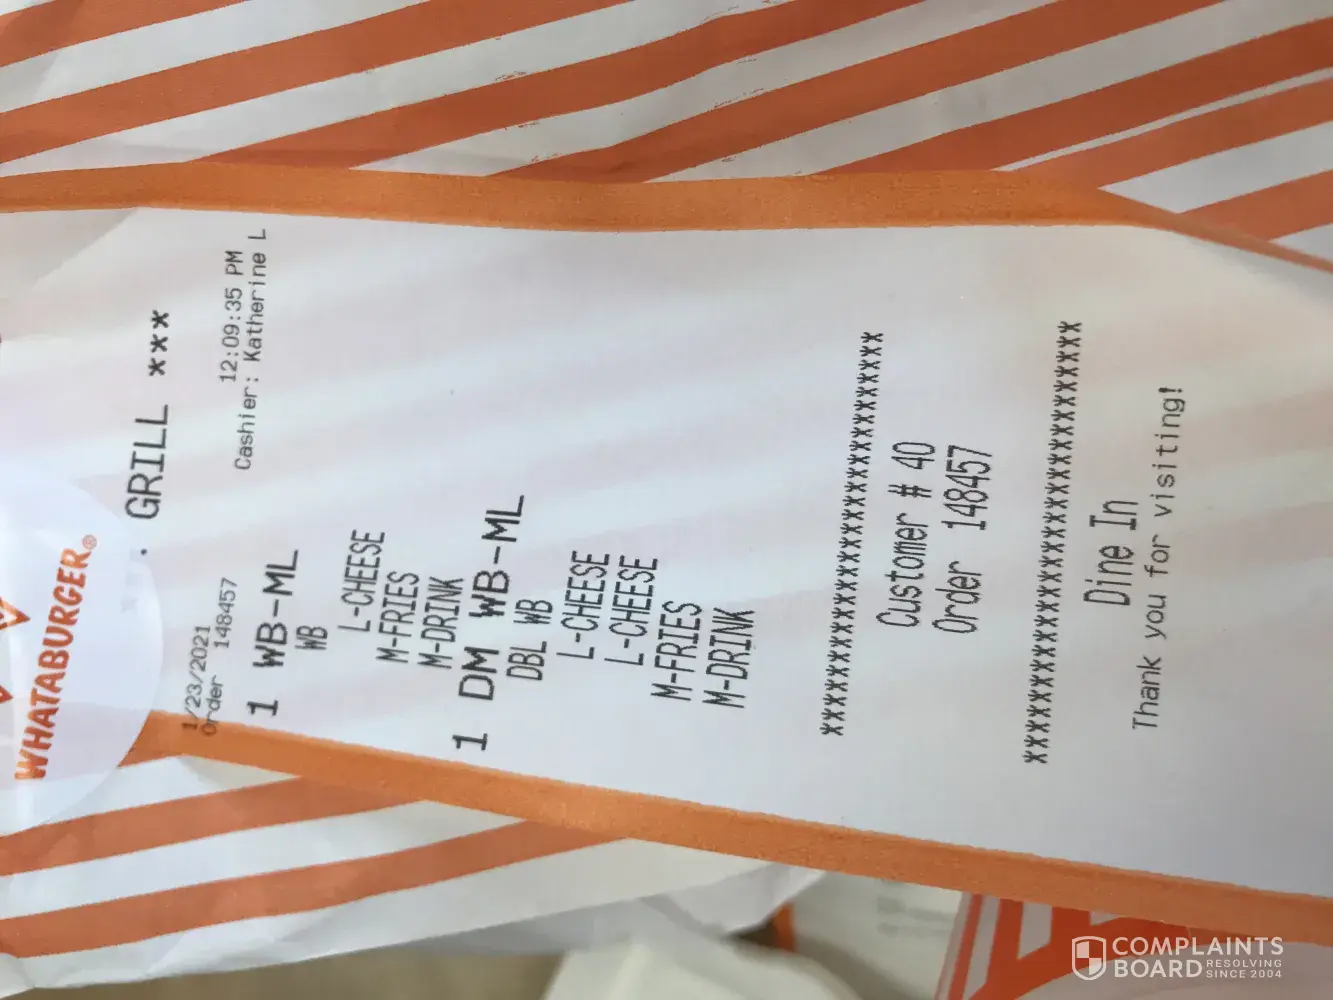 WHATABURGER®
. GRILL ***
1/23/2021 12:09:35 PM
Order 148457 Cashier: Katherine L
1 WB-ML
WB
L-CHEESE
M-FRIES
M-DRINK
1 DM WB-ML
DBL WB
L-CHEESE
L-CHEESE
M-FRIES
M-DRINK
******************************
Customer # 40
Order 148457
********************************
Dine In
Thank you for visiting!
COMPLAINTS
BOARD RESOLVING
SINCE 2004